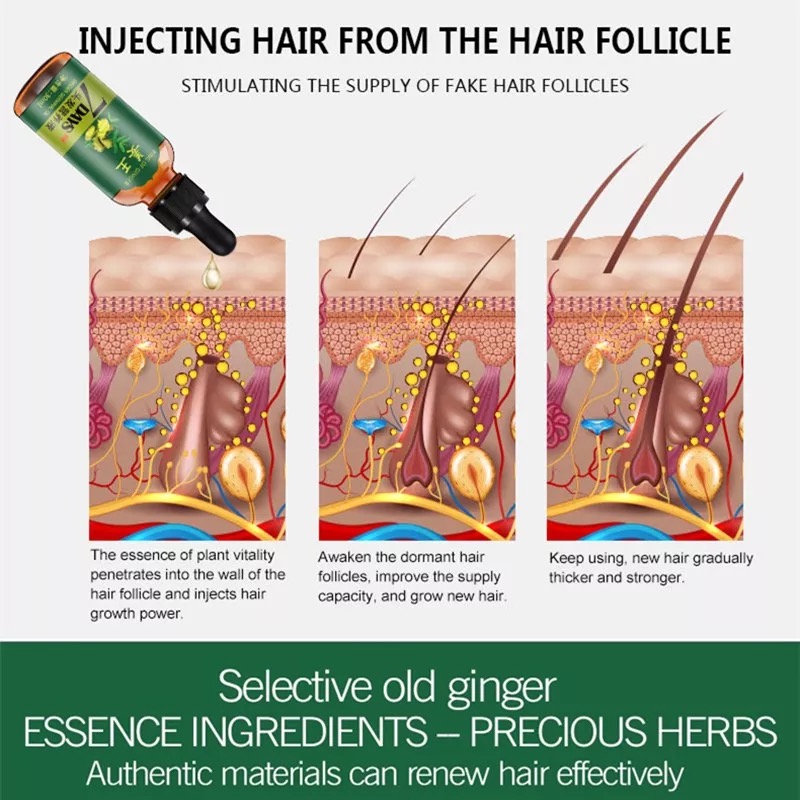 INJECTING HAIR FROM THE HAIR FOLLICLE
STIMULATING THE SUPPLY OF FAKE HAIR FOLLICLES
7
DAYS
The essence of plant vitality
penetrates into the wall of the
hair follicle and injects hair
growth power.
Awaken the dormant hair
follicles, improve the supply
capacity, and grow new hair.
Keep using, new hair gradually
thicker and stronger.
Selective old ginger
ESSENCE INGREDIENTS – PRECIOUS HERBS
Authentic materials can renew hair effectively